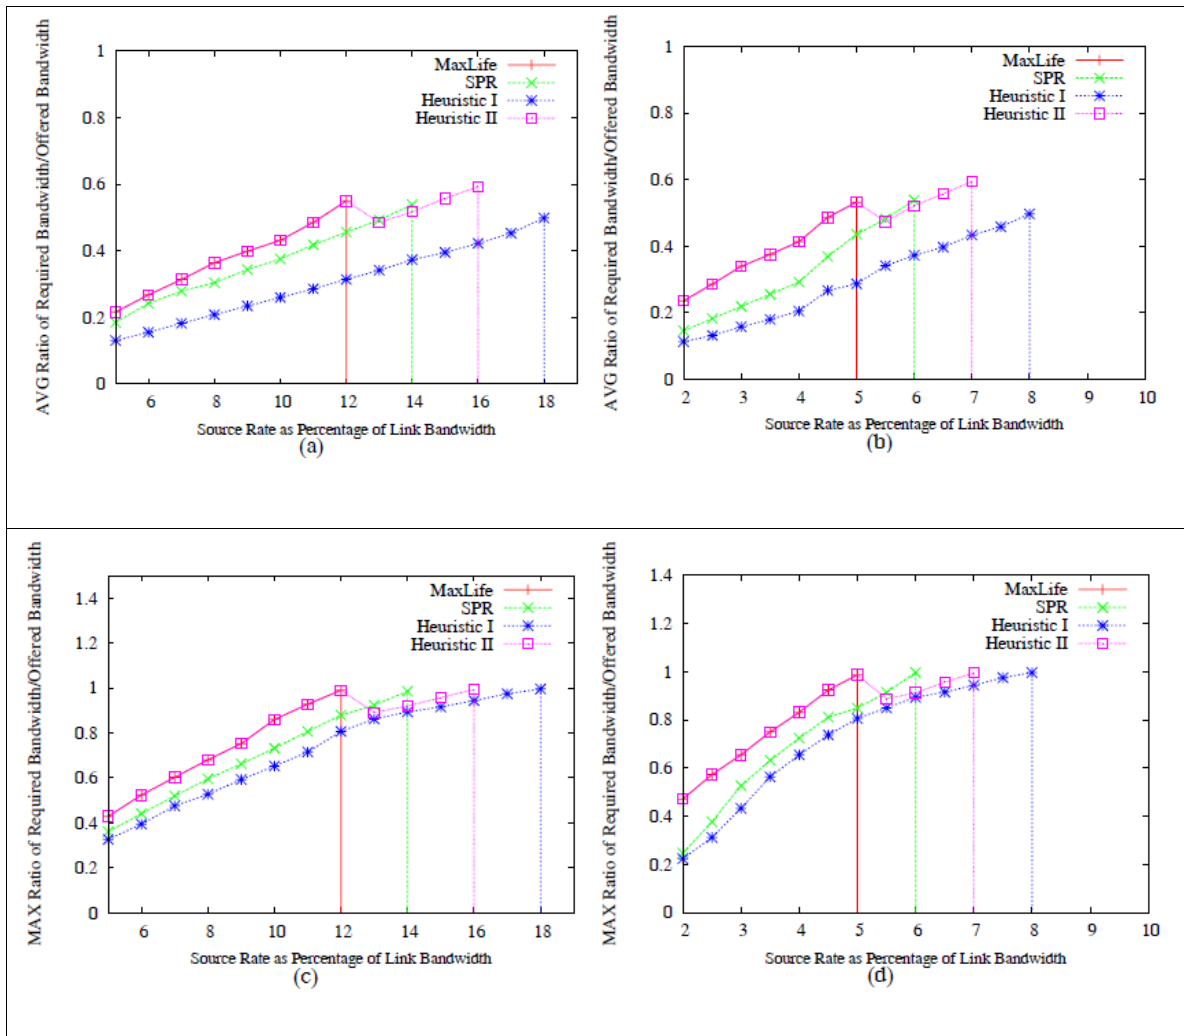 AVG Ratio of Required Bandwidth/Offered Bandwidth
1
0.8
0.6
0.4
0.2
0
MaxLife
SPR
Heuristic I
Heuristic II
6 8 10 12 14 16 18
Source Rate as Percentage of Link Bandwidth
(a)
AVG Ratio of Required Bandwidth/Offered Bandwidth
1
0.8
0.6
0.4
0.2
0
MaxLife
SPR
Heuristic I
Heuristic II
2 3 4 5 6 7 8 9 10
Source Rate as Percentage of Link Bandwidth
(b)
MAX Ratio of Required Bandwidth/Offered Bandwidth
1.4
1.2
1
0.8
0.6
0.4
0.2
0
MaxLife
SPR
Heuristic I
Heuristic II
6 8 10 12 14 16 18
Source Rate as Percentage of Link Bandwidth
(c)
MAX Ratio of Required Bandwidth/Offered Bandwidth
1.4
1.2
1
0.8
0.6
0.4
0.2
0
MaxLife
SPR
Heuristic I
Heuristic II
2 3 4 5 6 7 8 9 10
Source Rate as Percentage of Link Bandwidth
(d)